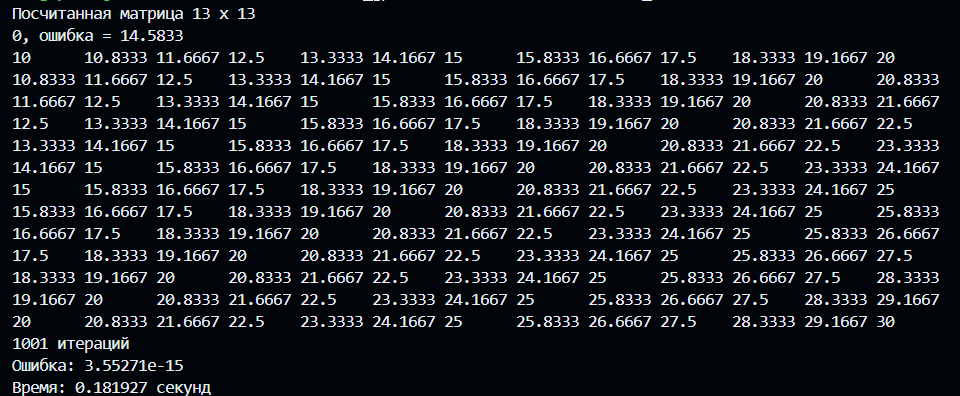 Посчитанная матрица 13 x 13
0, ошибка = 14.5833
10 10.8333 11.6667 12.5 13.3333 14.1667 15 15.8333 16.6667 17.5 18.3333 19.1667 20
10.8333 11.6667 12.5 13.3333 14.1667 15 15.8333 16.6667 17.5 18.3333 19.1667 20 20.8333
11.6667 12.5 13.3333 14.1667 15 15.8333 16.6667 17.5 18.3333 19.1667 20 20.8333 21.6667
12.5 13.3333 14.1667 15 15.8333 16.6667 17.5 18.3333 19.1667 20 20.8333 21.6667 22.5
13.3333 14.1667 15 15.8333 16.6667 17.5 18.3333 19.1667 20 20.8333 21.6667 22.5 23.3333
14.1667 15 15.8333 16.6667 17.5 18.3333 19.1667 20 20.8333 21.6667 22.5 23.3333 24.1667
15 15.8333 16.6667 17.5 18.3333 19.1667 20 20.8333 21.6667 22.5 23.3333 24.1667 25
15.8333 16.6667 17.5 18.3333 19.1667 20 20.8333 21.6667 22.5 23.3333 24.1667 25 25.8333
16.6667 17.5 18.3333 19.1667 20 20.8333 21.6667 22.5 23.3333 24.1667 25 25.8333 26.6667
17.5 18.3333 19.1667 20 20.8333 21.6667 22.5 23.3333 24.1667 25 25.8333 26.6667 27.5
18.3333 19.1667 20 20.8333 21.6667 22.5 23.3333 24.1667 25 25.8333 26.6667 27.5 28.3333
19.1667 20 20.8333 21.6667 22.5 23.3333 24.1667 25 25.8333 26.6667 27.5 28.3333 29.1667
20 20.8333 21.6667 22.5 23.3333 24.1667 25 25.8333 26.6667 27.5 28.3333 29.1667 30
1001 итераций
Ошибка: 3.55271e-15
Время: 0.181927 секунд